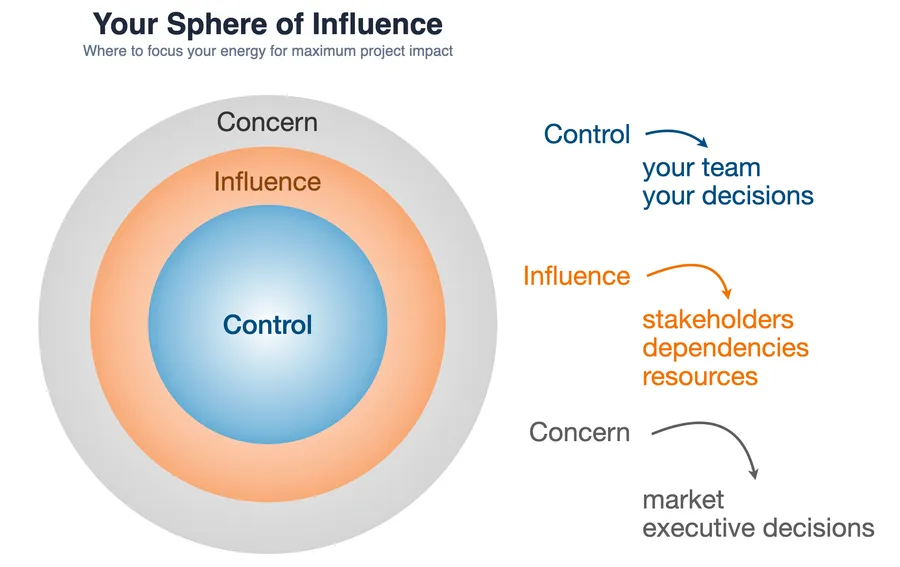 Your Sphere of Influence
Where to focus your energy for maximum project impact
Concern
Influence
Control
Control
your team
your decisions
Influence
stakeholders
dependencies
resources
Concern
market
executive decisions